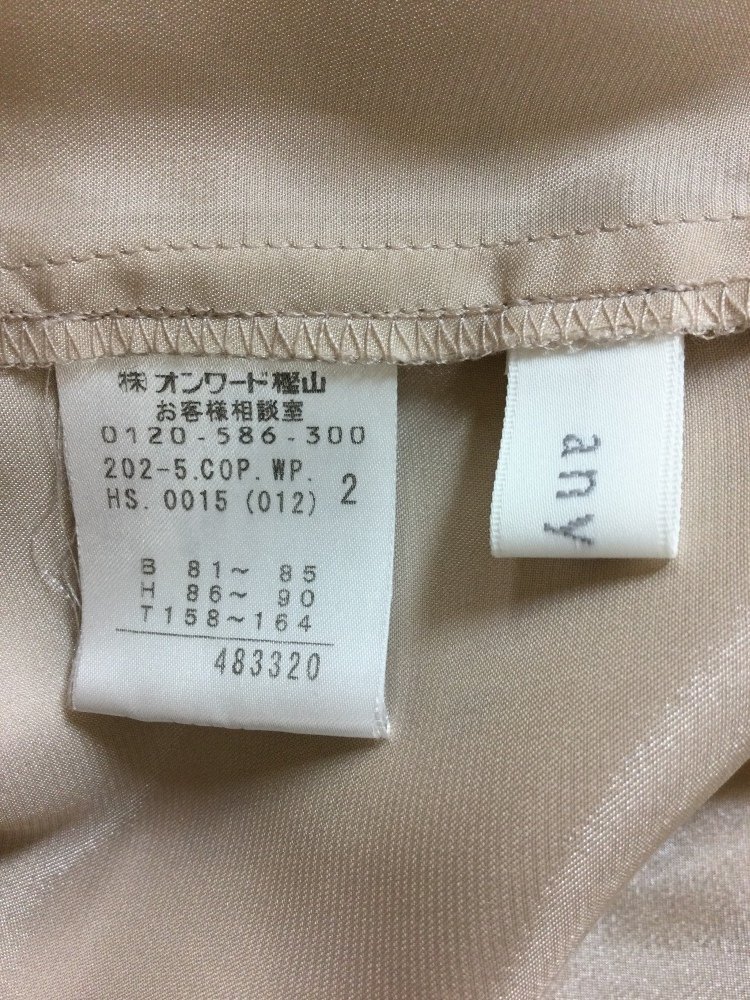 ㈱オンワード樫山
お客様相談室
0120-586-300
202-5.COP.WP.
HS.0015(012) 2
B 81~ 85
H 86~ 90
T158~164
483320
any